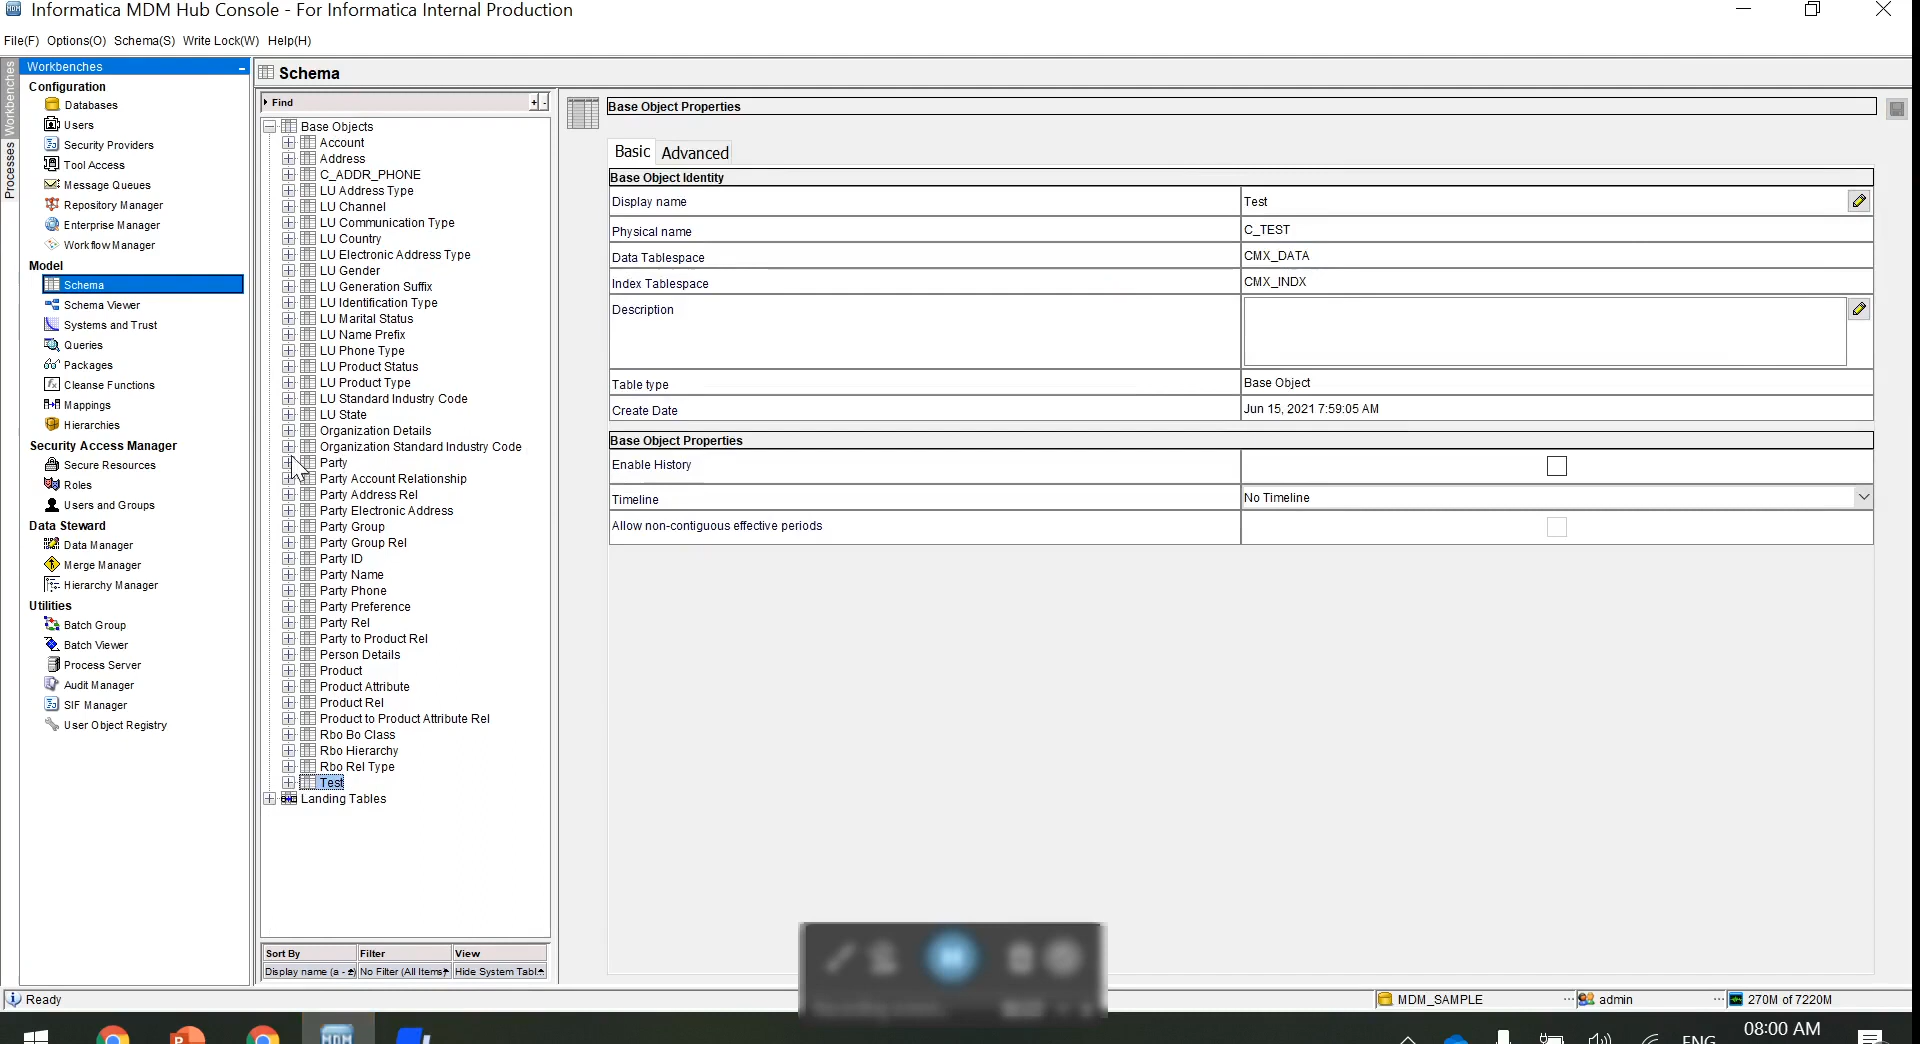 Informatica MDM Hub Console - For Informatica Internal Production
File(F) Options(O) Schema(S) Write Lock(W) Help(H)
Workbenches
Processes
Workbenches
Configuration
Databases
Users
Security Providers
Tool Access
Message Queues
Repository Manager
Enterprise Manager
Workflow Manager
Model
Schema
Schema Viewer
Systems and Trust
Queries
Packages
Cleanse Functions
Mappings
Hierarchies
Security Access Manager
Secure Resources
Roles
Users and Groups
Data Steward
Data Manager
Merge Manager
Hierarchy Manager
Utilities
Batch Group
Batch Viewer
Process Server
Audit Manager
SIF Manager
User Object Registry
Schema
Find
Base Objects
Account
Address
C_ADDR_PHONE
LU Address Type
LU Channel
LU Communication Type
LU Country
LU Electronic Address Type
LU Gender
LU Generation Suffix
LU Identification Type
LU Marital Status
LU Name Prefix
LU Phone Type
LU Product Status
LU Product Type
LU Standard Industry Code
LU State
Organization Details
Organization Standard Industry Code
Party
Party Account Relationship
Party Address Rel
Party Electronic Address
Party Group
Party Group Rel
Party ID
Party Name
Party Phone
Party Preference
Party Rel
Party to Product Rel
Person Details
Product
Product Attribute
Product Rel
Product to Product Attribute Rel
Rbo Bo Class
Rbo Hierarchy
Rbo Rel Type
Test
Landing Tables
Sort By Filter View
Display name (a - No Filter (All Items) Hide System Tabl
Base Object Properties
Basic Advanced
Base Object Identity
Display name Test
Physical name C_TEST
Data Tablespace CMX_DATA
Index Tablespace CMX_INDX
Description
Table type Base Object
Create Date Jun 15, 2021 7:59:05 AM
Base Object Properties
Enable History
Timeline No Timeline
Allow non-contiguous effective periods
Ready MDM_SAMPLE ... admin ... 270M of 7220M
MDM ENG 08:00 AM